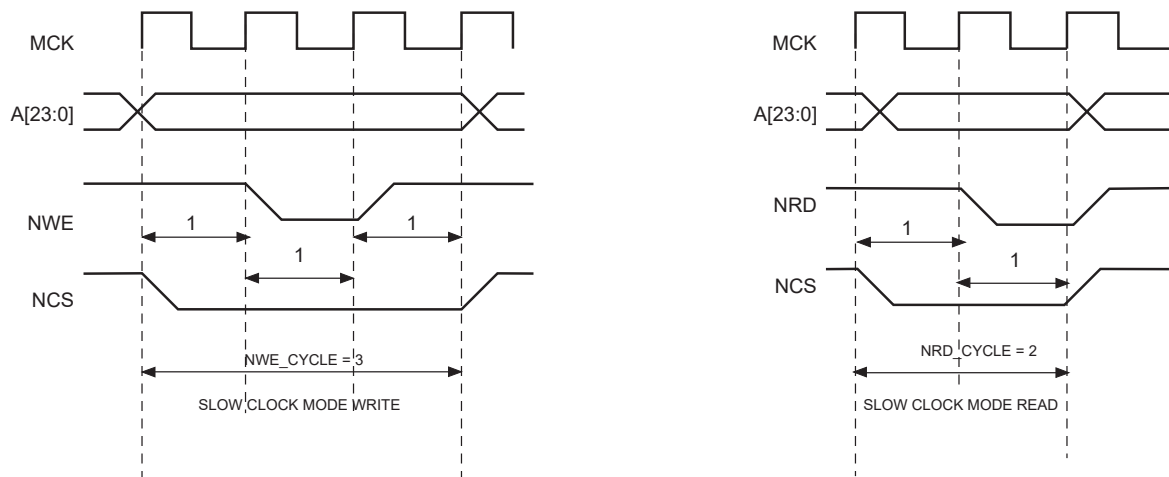 MCK
A[23:0]
NWE
1
1
1
NCS
NWE_CYCLE = 3
SLOW CLOCK MODE WRITE
MCK
A[23:0]
NRD
1
1
NCS
NRD_CYCLE = 2
SLOW CLOCK MODE READ